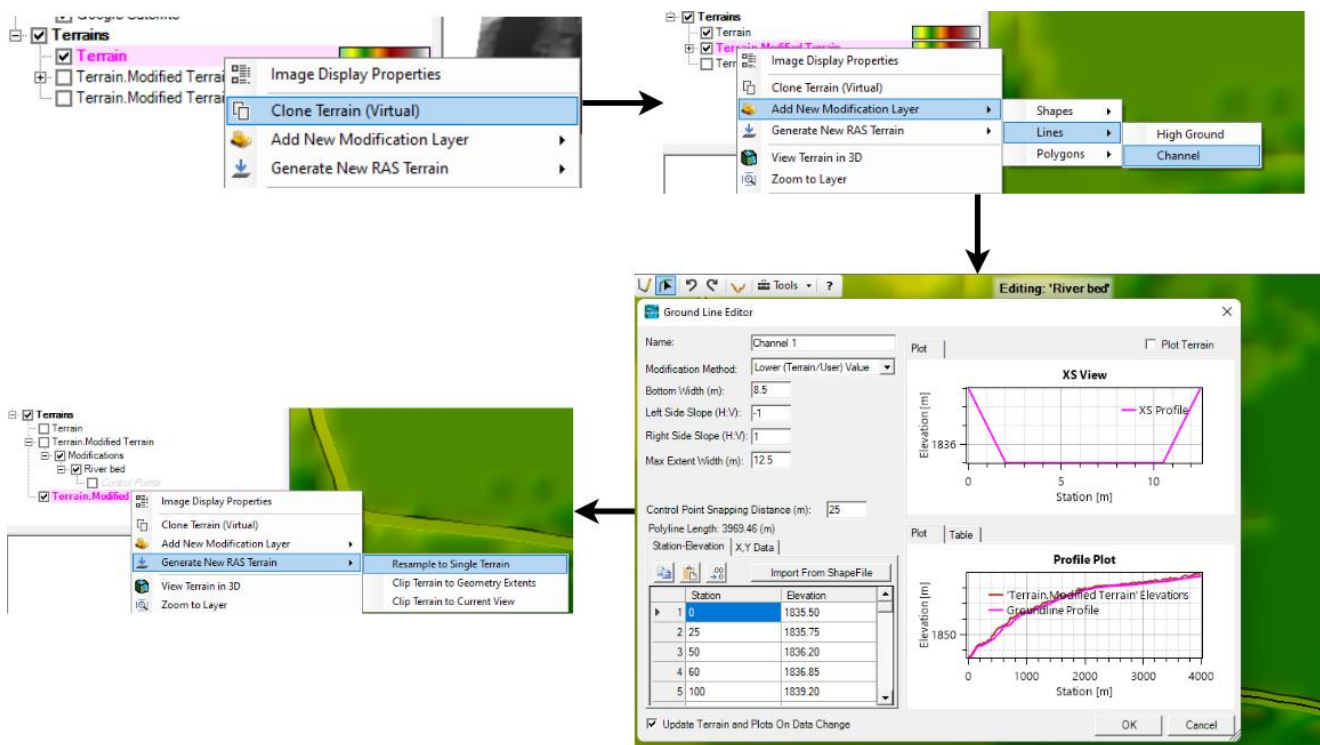 Terrains
Terrain
Terrain.Modified Terrai
Terrain.Modified Terrai
Image Display Properties
Clone Terrain (Virtual)
Add New Modification Layer
Generate New RAS Terrain
Terrains
Terrain
Terrain.Modified Terrain
Terr
Image Display Properties
Clone Terrain (Virtual)
Add New Modification Layer
Generate New RAS Terrain
View Terrain in 3D
Zoom to Layer
Shapes
Lines
Polygons
High Ground
Channel
Tools ?
Editing: 'River bed'
Ground Line Editor
Name: Channel 1
Modification Method: Lower (Terrain/User) Value
Bottom Width (m): 8.5
Left Side Slope (H:V): -1
Right Side Slope (H:V): 1
Max Extent Width (m): 12.5
Control Point Snapping Distance (m): 25
Polyline Length: 3969.46 (m)
Station-Elevation X,Y Data
Import From ShapeFile
Station Elevation
1 0 1835.50
2 25 1835.75
3 50 1836.20
4 60 1836.85
5 100 1839.20
Update Terrain and Plots On Data Change
Plot
Plot Terrain
XS View
XS Profile
Elevation [m]
1836
0 5 10
Station [m]
Plot Table
Profile Plot
'Terrain.Modified Terrain' Elevations
Groundline Profile
Elevation [m]
1850
0 1000 2000 3000 4000
Station [m]
OK Cancel
Terrains
Terrain
Terrain.Modified Terrain
Modifications
River bed
Control Points
Terrain.Modified
Image Display Properties
Clone Terrain (Virtual)
Add New Modification Layer
Generate New RAS Terrain
View Terrain in 3D
Zoom to Layer
Resample to Single Terrain
Clip Terrain to Geometry Extents
Clip Terrain to Current View